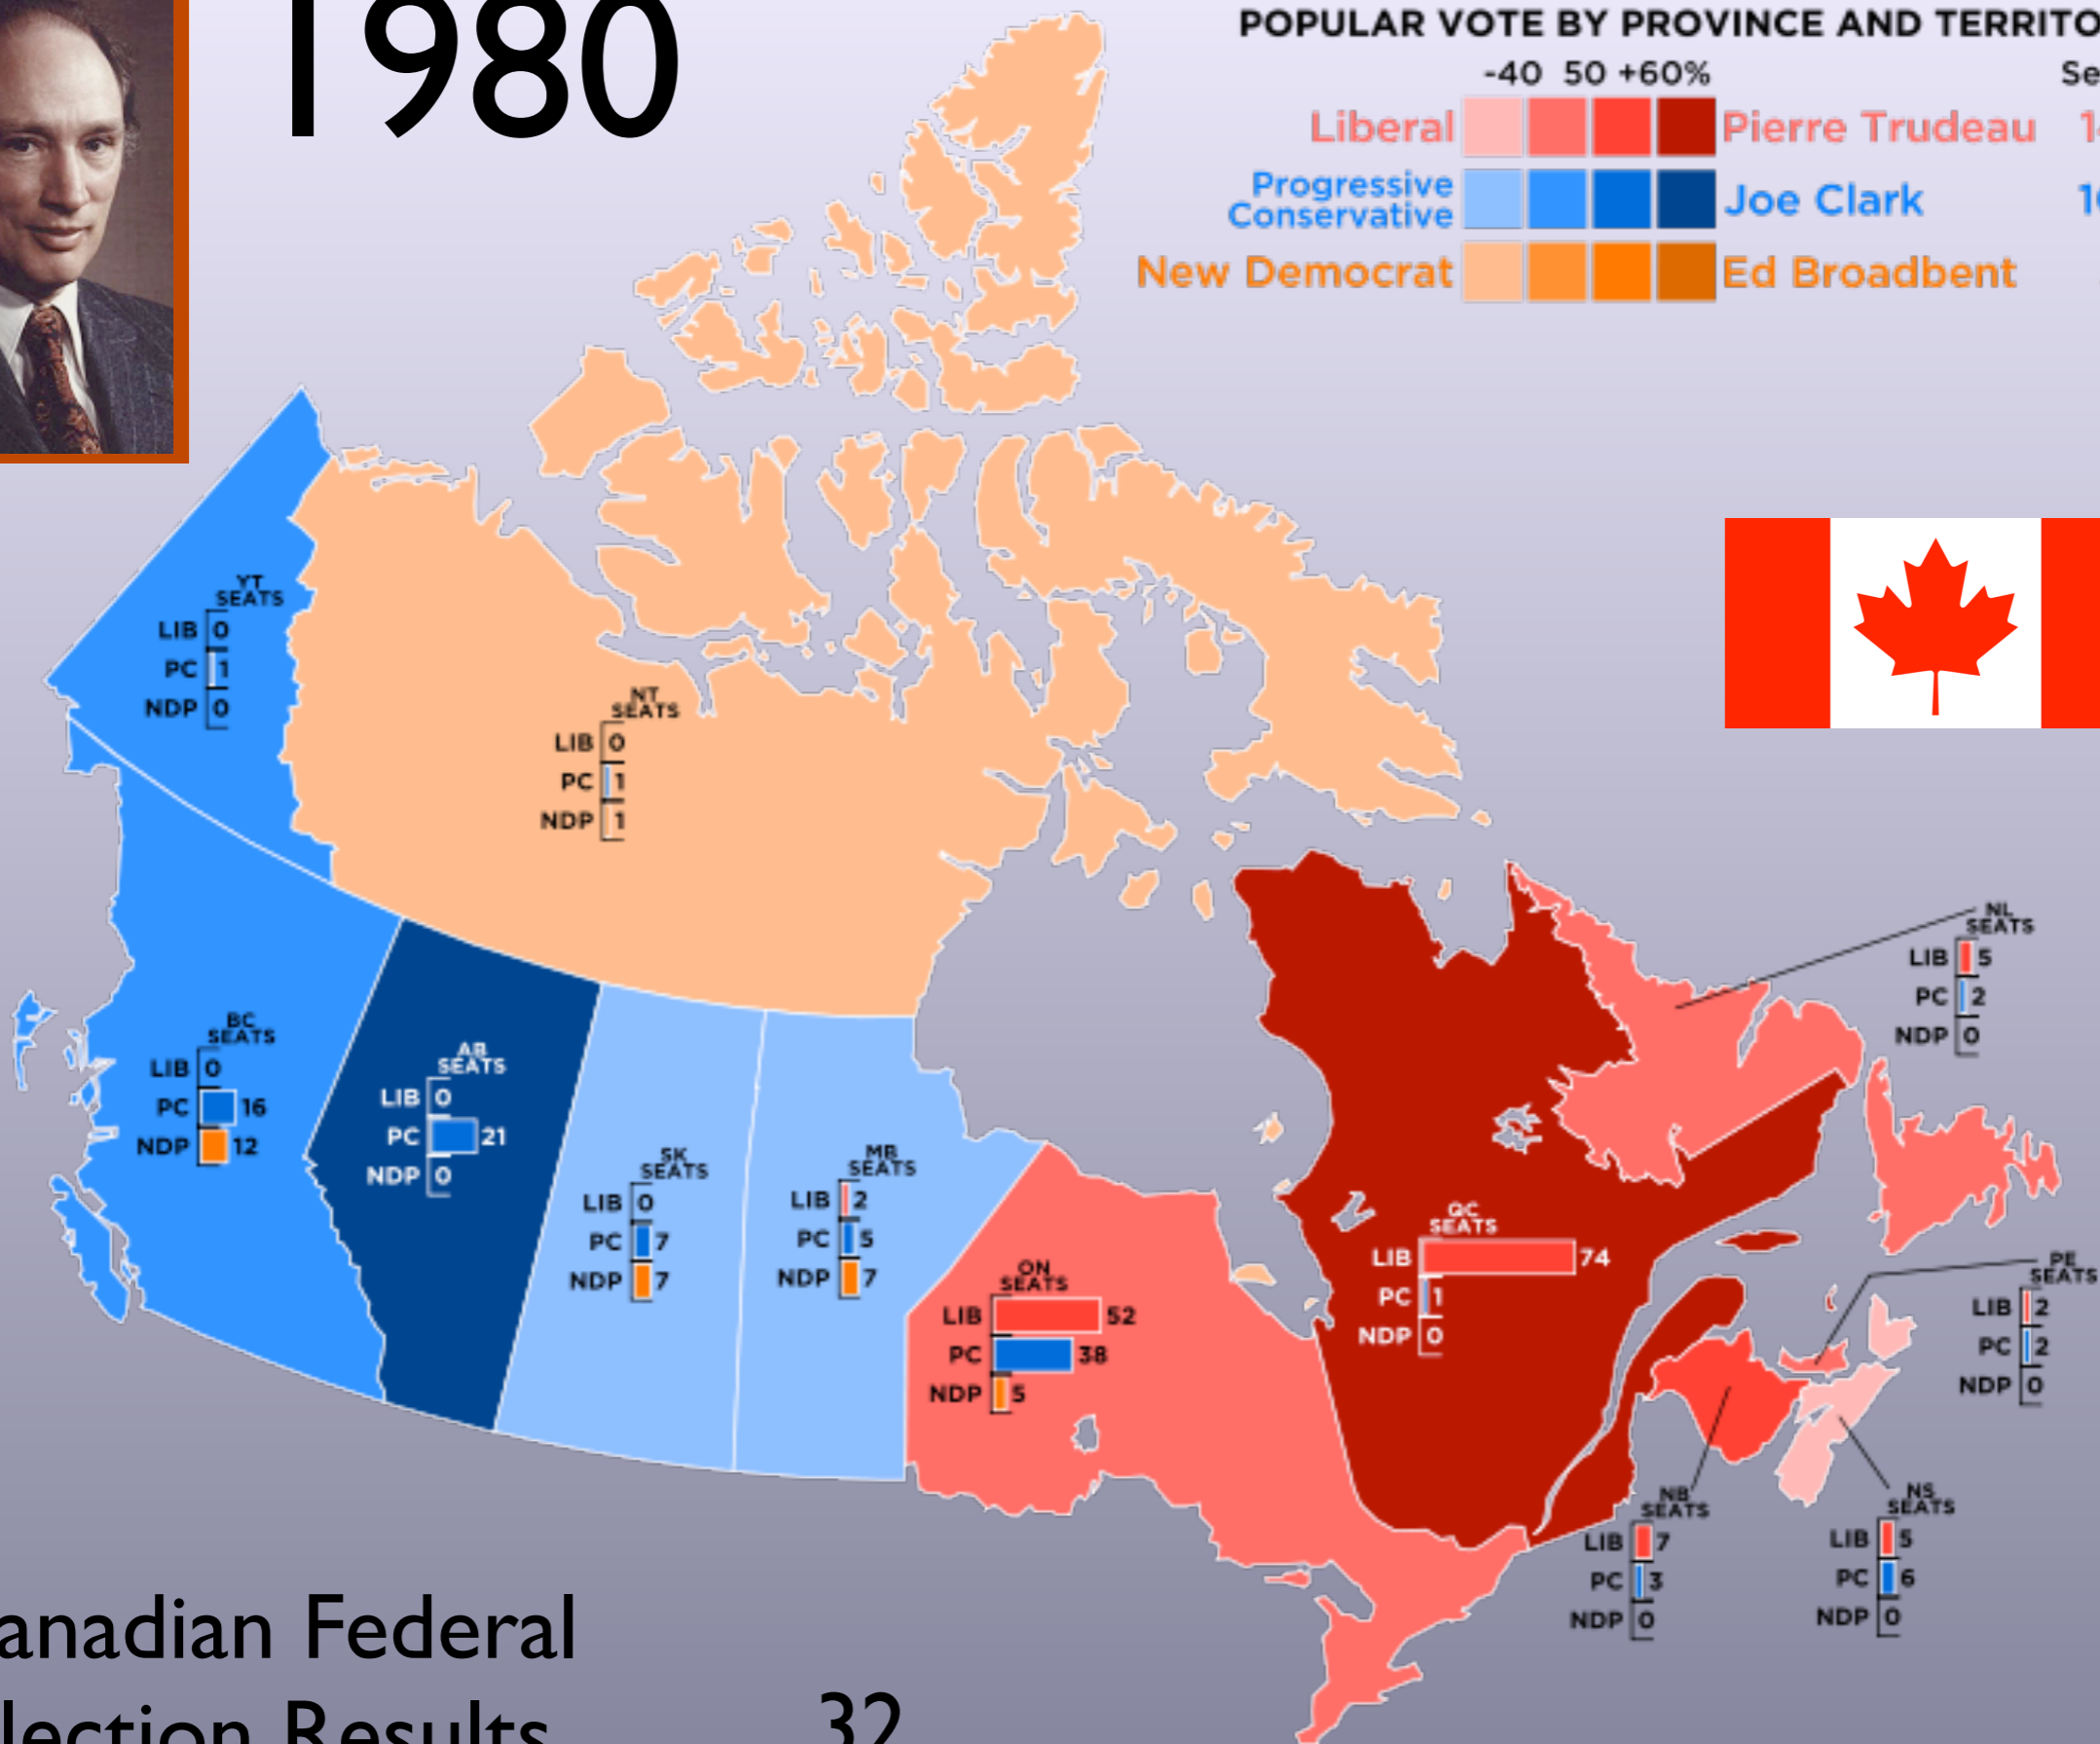 1980
POPULAR VOTE BY PROVINCE AND TERRITO
-40 50 +60%
Se
Liberal
Pierre Trudeau
1
Progressive
Conservative
Joe Clark
1
New Democrat
Ed Broadbent
YT
SEATS
LIB 0
PC 1
NDP 0
NT
SEATS
LIB 0
PC 1
NDP 1
BC
SEATS
LIB 0
PC 16
NDP 12
AB
SEATS
LIB 0
PC 21
NDP 0
SK
SEATS
LIB 0
PC 7
NDP 7
MB
SEATS
LIB 2
PC 5
NDP 7
ON
SEATS
LIB 52
PC 38
NDP 5
QC
SEATS
LIB 74
PC 1
NDP 0
NL
SEATS
LIB 5
PC 2
NDP 0
PE
SEATS
LIB 2
PC 2
NDP 0
NB
SEATS
LIB 7
PC 3
NDP 0
NS
SEATS
LIB 5
PC 6
NDP 0
anadian Federal
lection Results
32